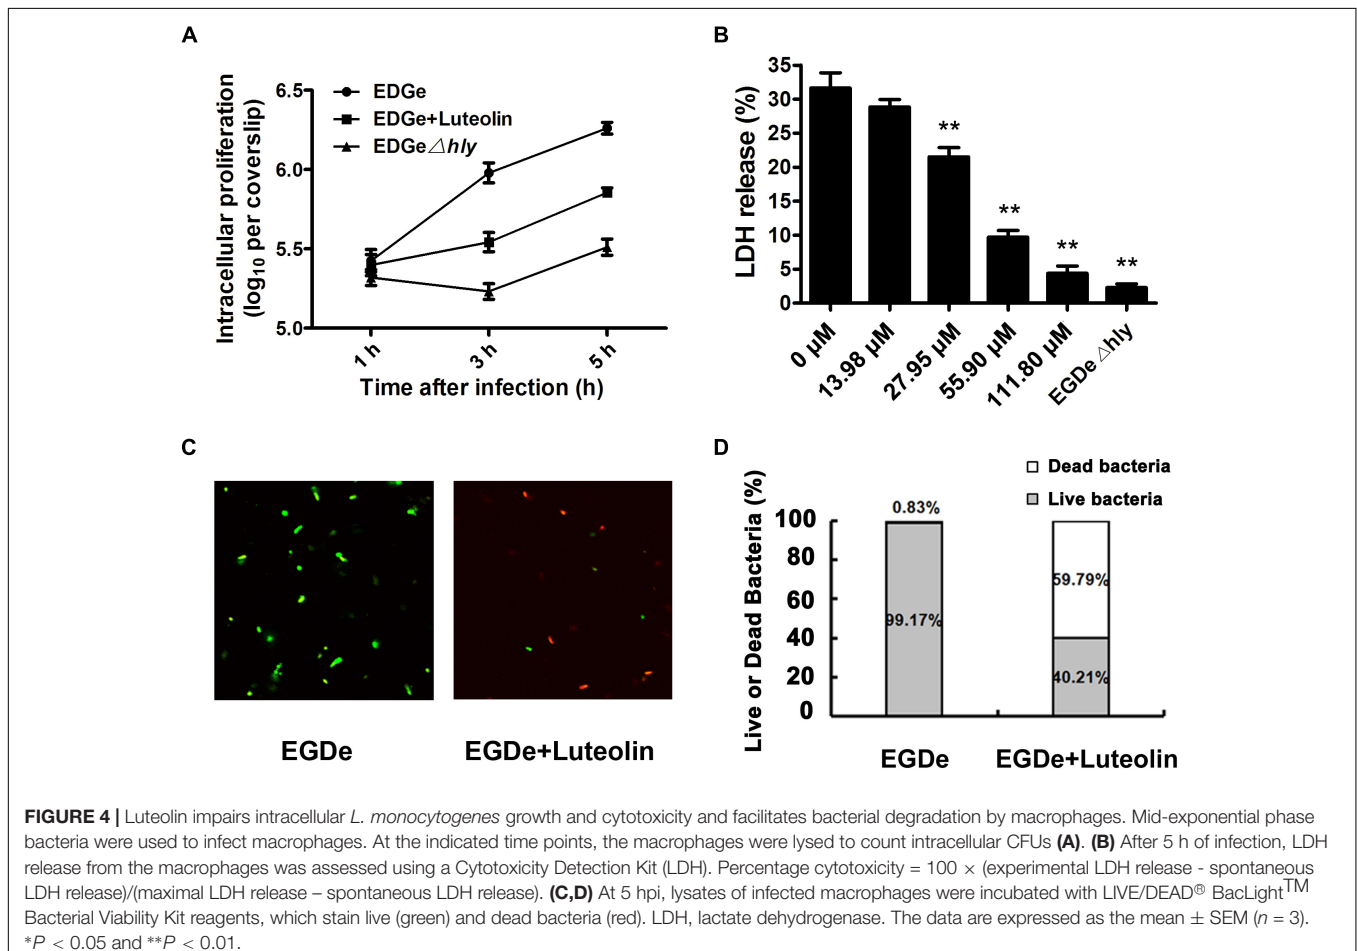 A
Intracellular proliferation
(log10 per coverslip)
6.5
6.0
5.5
5.0
EDGe
EDGe+Luteolin
EDGe△hly
1 h
3 h
5 h
Time after infection (h)
B
LDH release (%)
35
30
25
20
15
10
5
0
**
**
**
**
0 µM
13.98 µM
27.95 µM
55.90 µM
111.80 µM
EGDe△hly
C
EGDe
EGDe+Luteolin
D
Dead bacteria
Live bacteria
Live or Dead Bacteria (%)
100
80
60
40
20
0
0.83%
99.17%
59.79%
40.21%
EGDe
EGDe+Luteolin
FIGURE 4 | Luteolin impairs intracellular L. monocytogenes growth and cytotoxicity and facilitates bacterial degradation by macrophages. Mid-exponential phase
bacteria were used to infect macrophages. At the indicated time points, the macrophages were lysed to count intracellular CFUs (A). (B) After 5 h of infection, LDH
release from the macrophages was assessed using a Cytotoxicity Detection Kit (LDH). Percentage cytotoxicity = 100 × (experimental LDH release - spontaneous
LDH release)/(maximal LDH release – spontaneous LDH release). (C,D) At 5 hpi, lysates of infected macrophages were incubated with LIVE/DEAD® BacLight™
Bacterial Viability Kit reagents, which stain live (green) and dead bacteria (red). LDH, lactate dehydrogenase. The data are expressed as the mean ± SEM (n = 3).
*P < 0.05 and **P < 0.01.